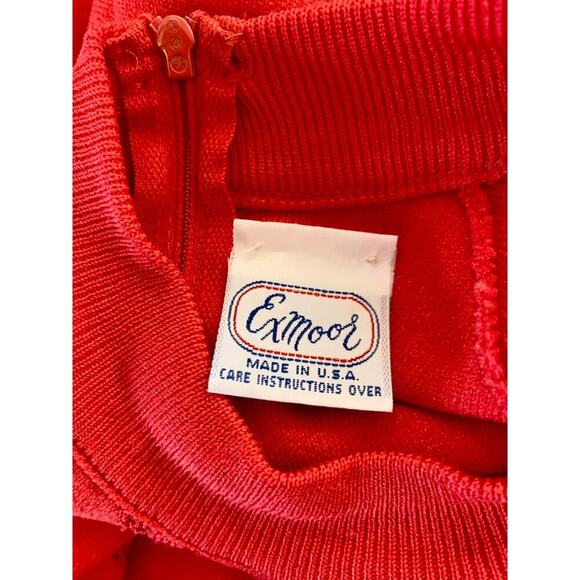 Exmoor
MADE IN U.S.A.
CARE INSTRUCTIONS OVER